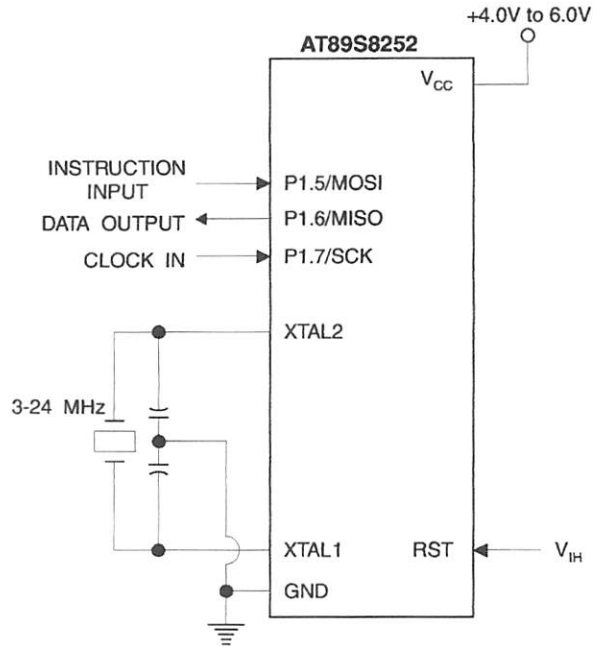 +4.0V to 6.0V
AT89S8252
VCC
INSTRUCTION
INPUT
P1.5/MOSI
DATA OUTPUT
P1.6/MISO
CLOCK IN
P1.7/SCK
XTAL2
3-24 MHz
XTAL1
RST
VIH
GND